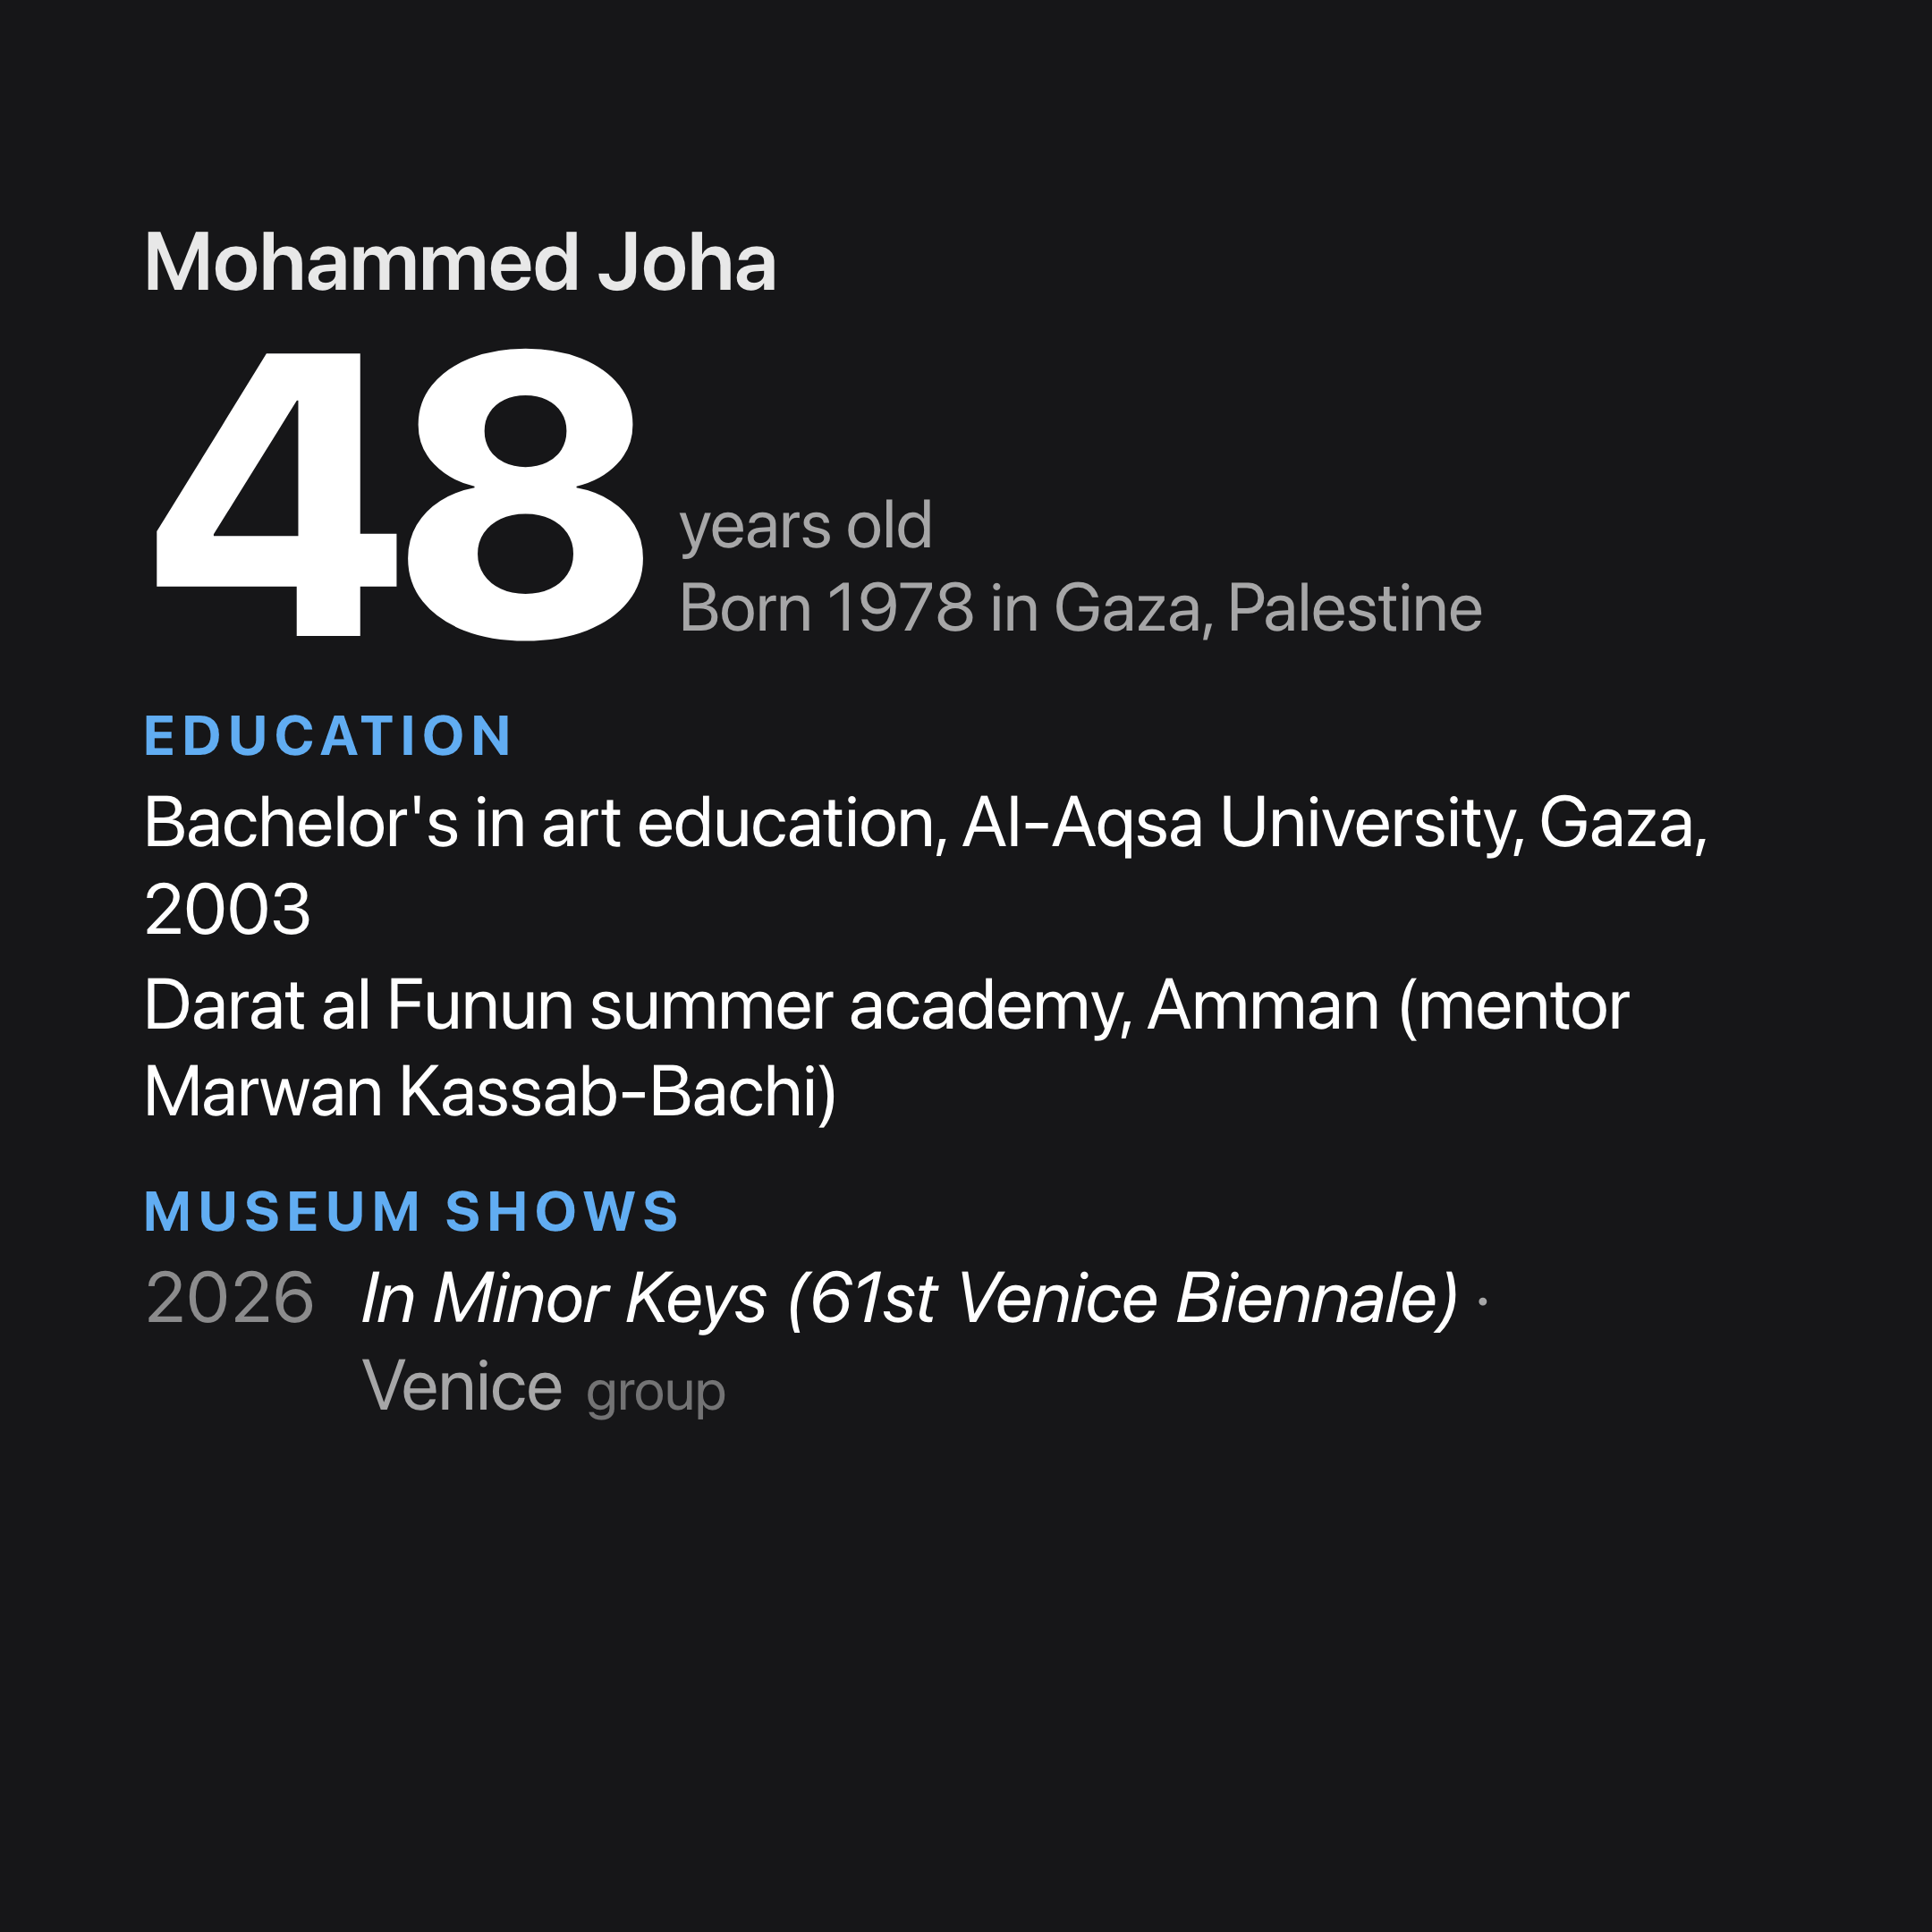 Mohammed Joha
48
years old
Born 1978 in Gaza, Palestine
EDUCATION
Bachelor's in art education, Al-Aqsa University, Gaza,
2003
Darat al Funun summer academy, Amman (mentor
Marwan Kassab-Bachi)
MUSEUM SHOWS
2026 In Minor Keys (61st Venice Biennale) ·
Venice group